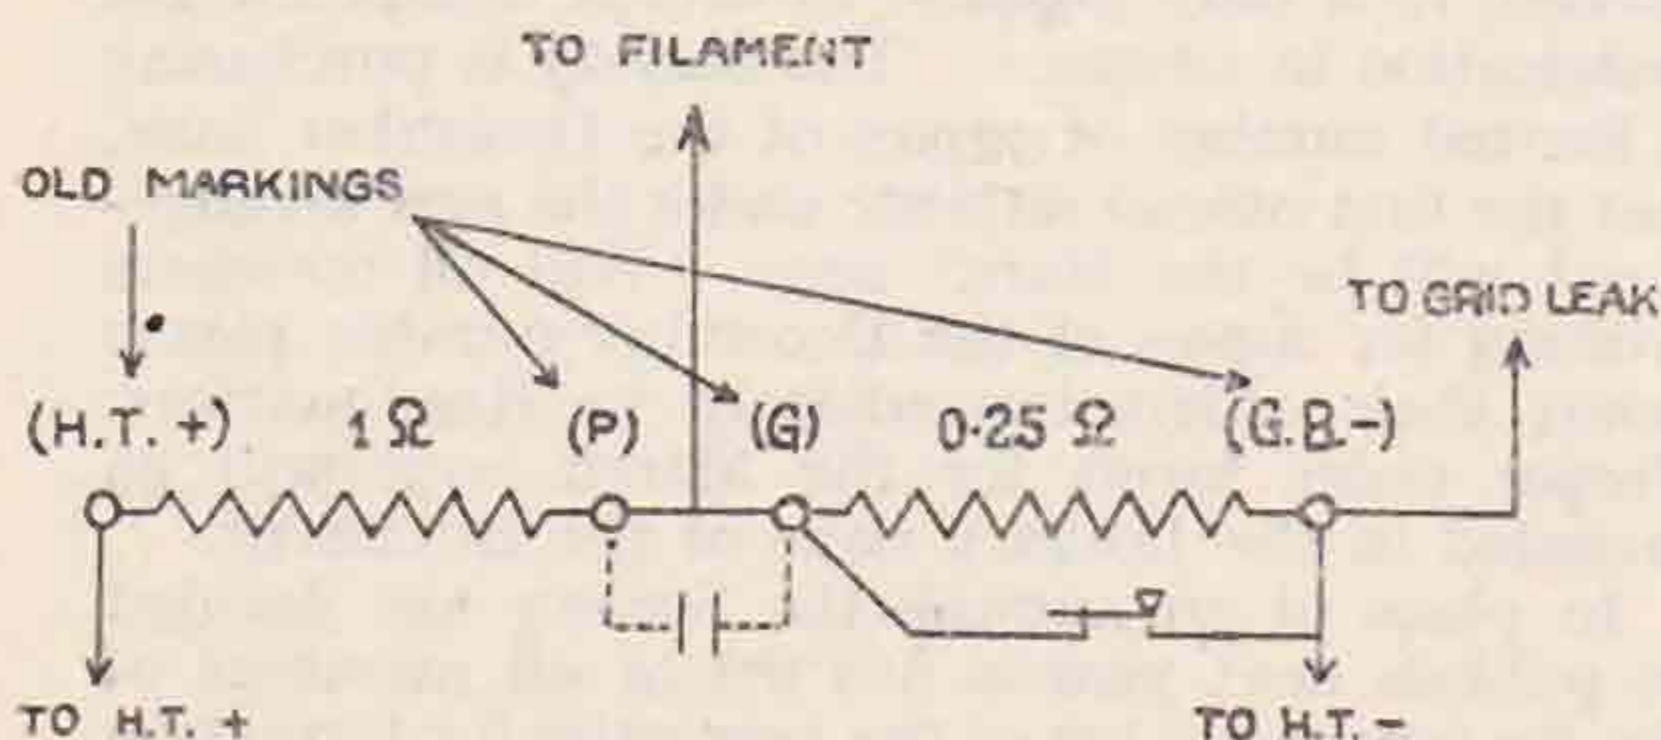 TO FILAMENT
OLD MARKINGS
TO GRID LEAK
(H.T. +) 1 Ω (P) (G) 0·25 Ω (G.B.-)
TO H.T. + TO H.T. -